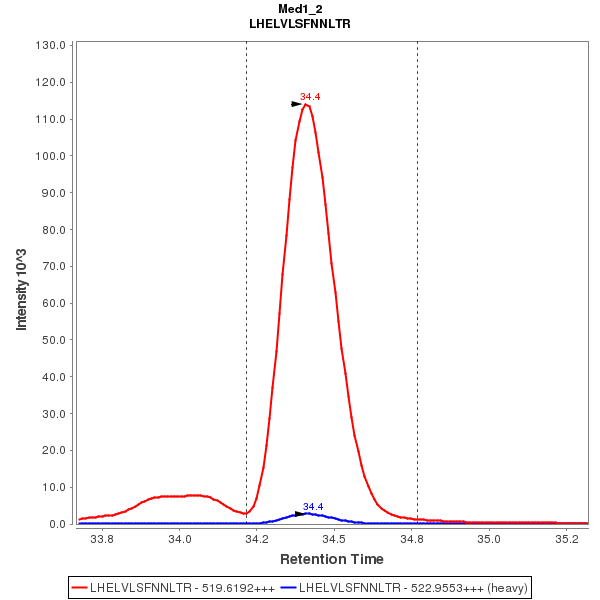 Med1_2
LHELVLSFNNLTR
Intensity 10^3
130.0
120.0
110.0
100.0
90.0
80.0
70.0
60.0
50.0
40.0
30.0
20.0
10.0
0.0
34.4
34.4
33.8 34.0 34.2 34.5 34.8 35.0 35.2
Retention Time
LHELVLSFNNLTR - 519.6192+++ LHELVLSFNNLTR - 522.9553+++ (heavy)